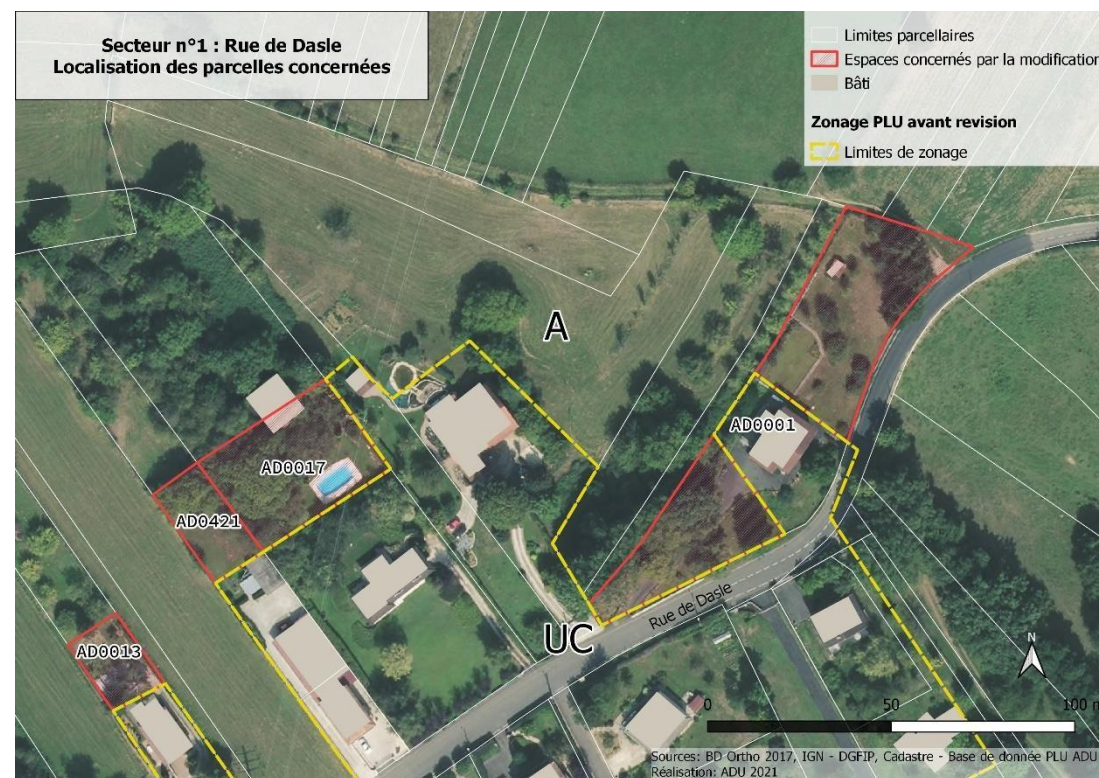 Secteur n°1 : Rue de Dasle
Localisation des parcelles concernées
Limites parcellaires
Espaces concernés par la modification
Bâti
Zonage PLU avant revision
Limites de zonage
A
AD0001
AD0017
AD0421
Rue de Dasle
UC
AD0013
N
0 50 100 m
Sources: BD Ortho 2017, IGN - DGFIP, Cadastre - Base de donnée PLU ADU
Réalisation: ADU 2021